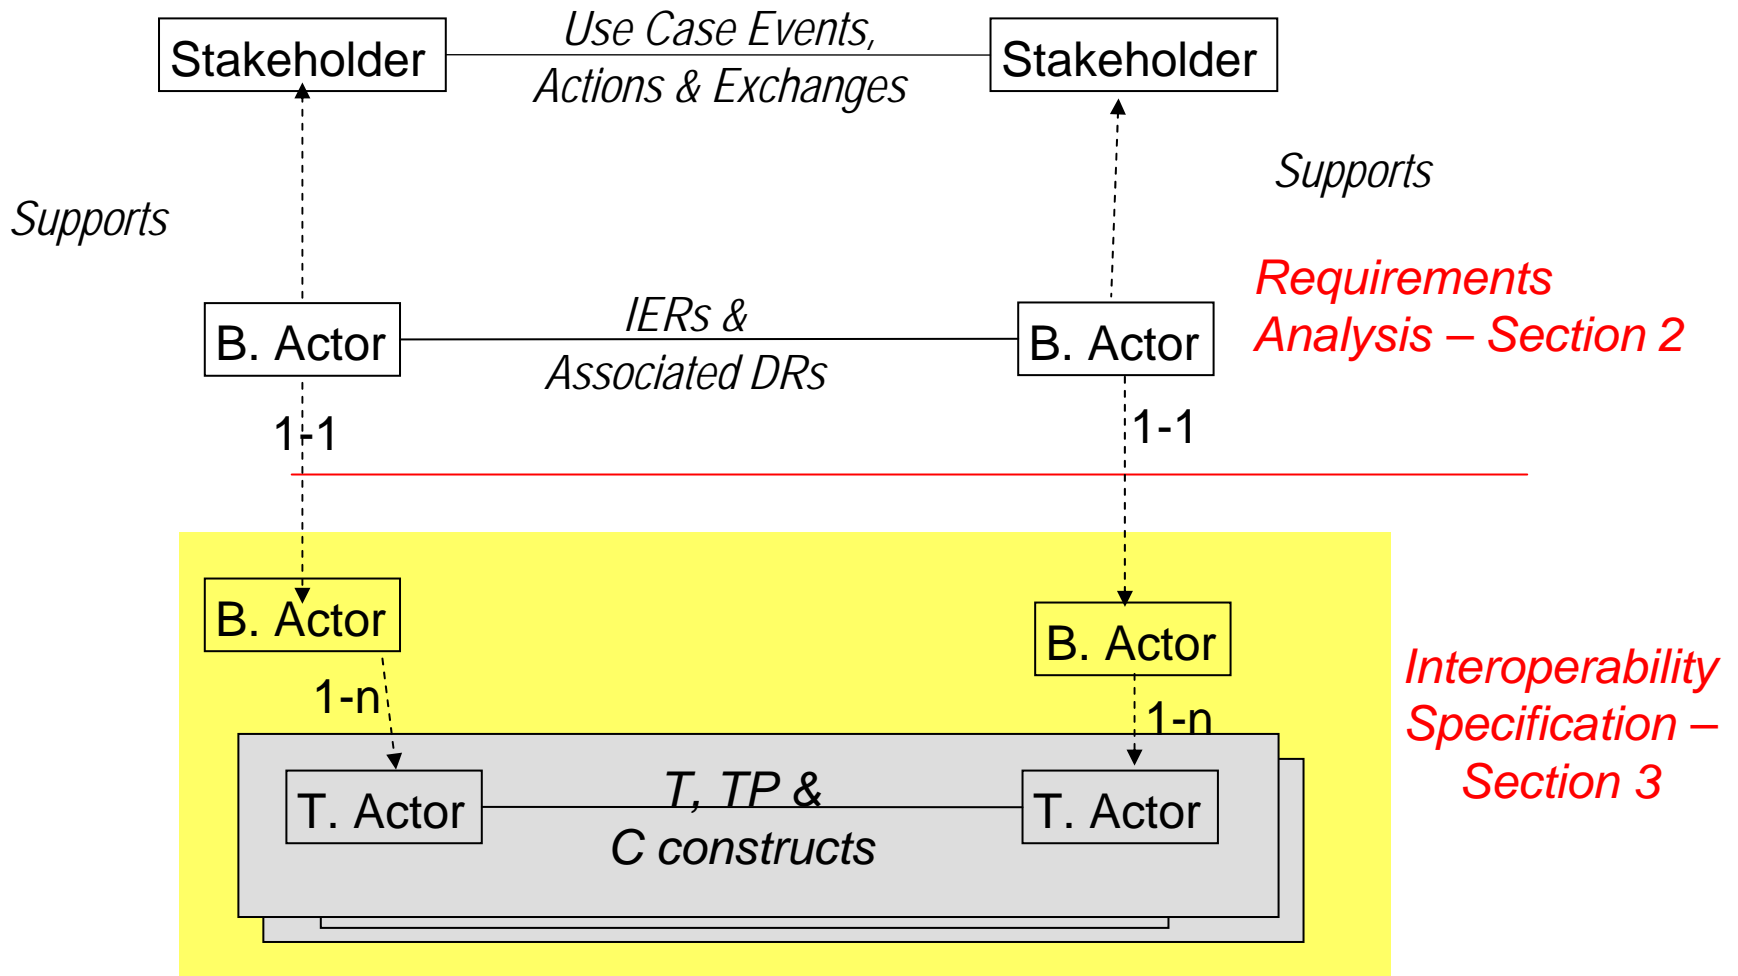 Stakeholder
Use Case Events,
Actions & Exchanges
Stakeholder
Supports
Supports
B. Actor
IERs &
Associated DRs
B. Actor
Requirements
Analysis – Section 2
1-1
1-1
B. Actor
B. Actor
1-n
1-n
Interoperability
Specification –
Section 3
T. Actor
T, TP &
C constructs
T. Actor